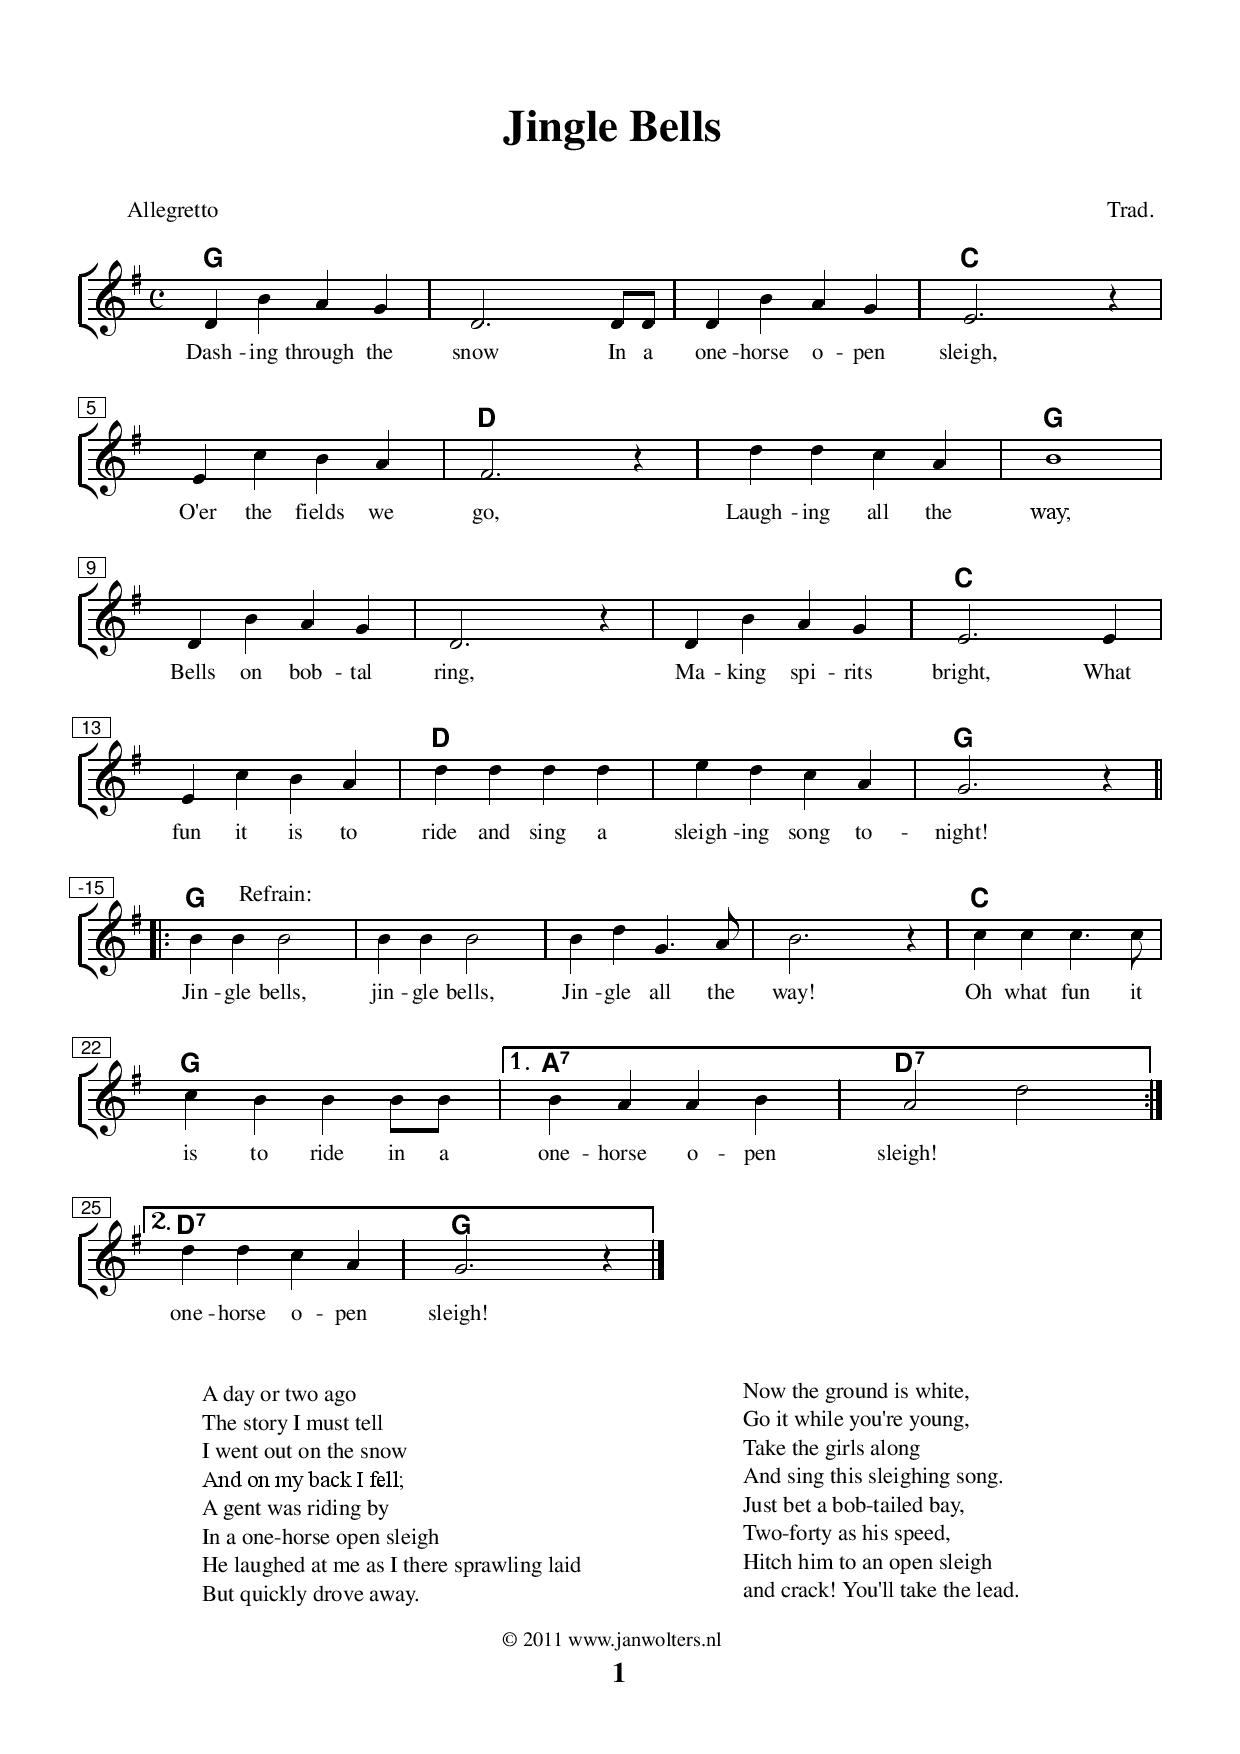 Jingle Bells
Allegretto Trad.
G C
Dash - ing through the snow In a one - horse o - pen sleigh,
5 D G
O'er the fields we go, Laugh - ing all the way;
9 C
Bells on bob - tal ring, Ma - king spi - rits bright, What
13 D G
fun it is to ride and sing a sleigh - ing song to - night!
-15 G Refrain: C
Jin - gle bells, jin - gle bells, Jin - gle all the way! Oh what fun it
22 G 1. A7 D7
is to ride in a one - horse o - pen sleigh!
25 2. D7 G
one - horse o - pen sleigh!
A day or two ago
The story I must tell
I went out on the snow
And on my back I fell;
A gent was riding by
In a one-horse open sleigh
He laughed at me as I there sprawling laid
But quickly drove away.
Now the ground is white,
Go it while you're young,
Take the girls along
And sing this sleighing song.
Just bet a bob-tailed bay,
Two-forty as his speed,
Hitch him to an open sleigh
and crack! You'll take the lead.
© 2011 www.janwolters.nl
1